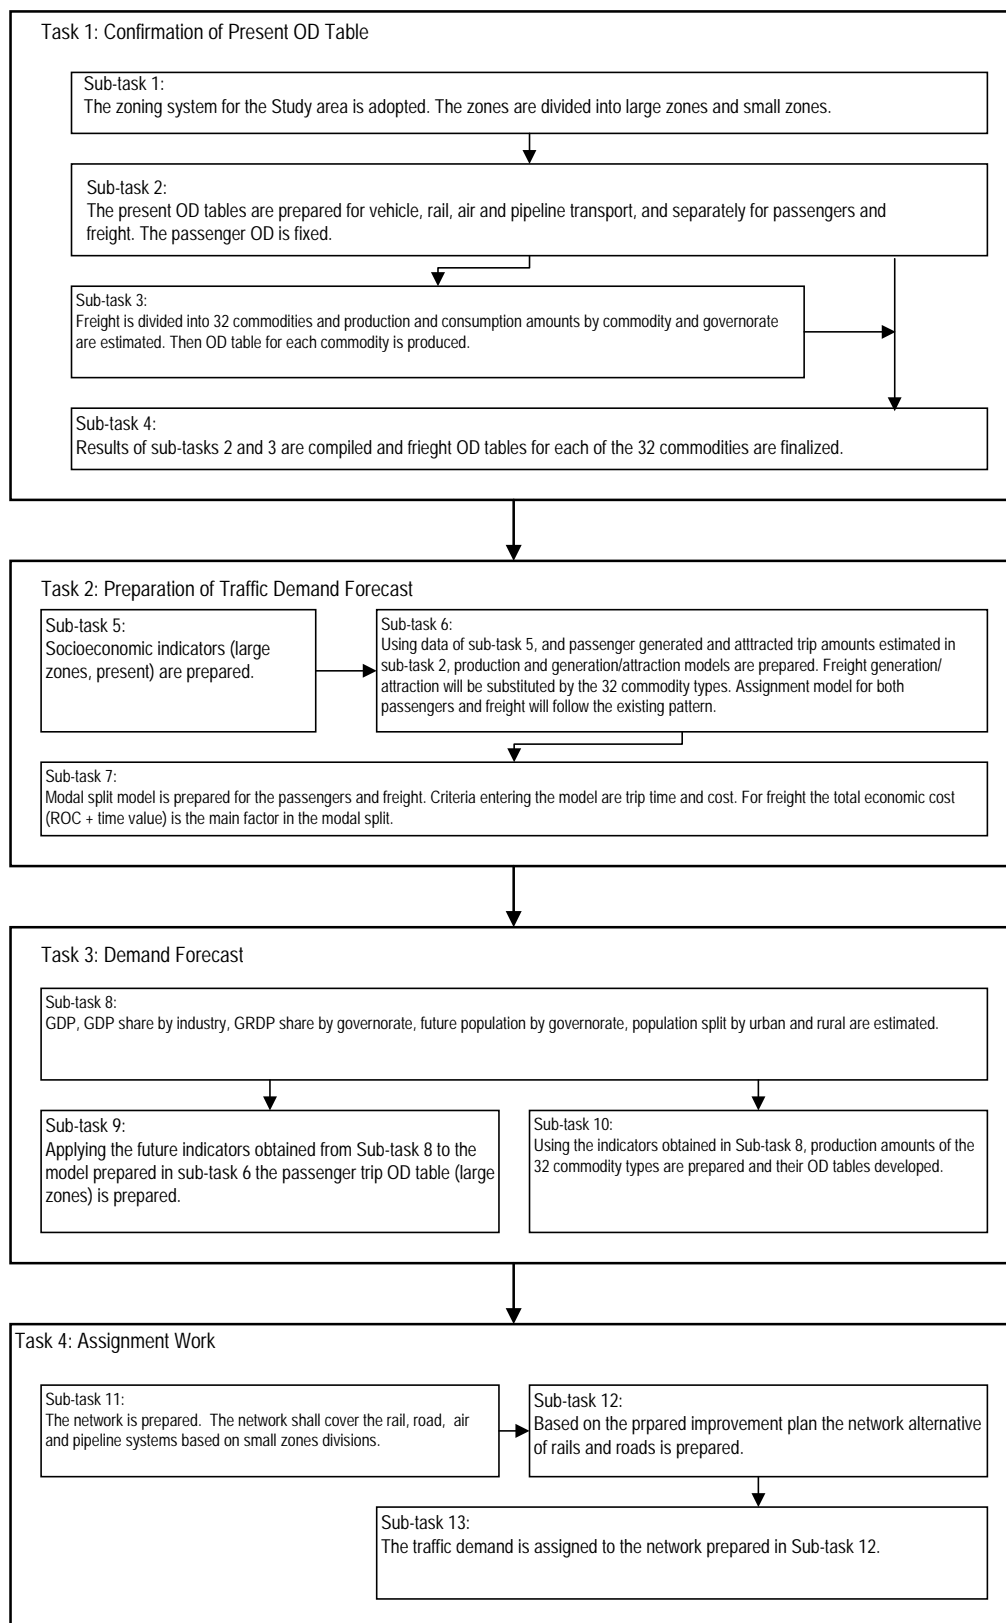 Task 1: Confirmation of Present OD Table
Sub-task 1:
The zoning system for the Study area is adopted. The zones are divided into large zones and small zones.
Sub-task 2:
The present OD tables are prepared for vehicle, rail, air and pipeline transport, and separately for passengers and
freight. The passenger OD is fixed.
Sub-task 3:
Freight is divided into 32 commodities and production and consumption amounts by commodity and governorate
are estimated. Then OD table for each commodity is produced.
Sub-task 4:
Results of sub-tasks 2 and 3 are compiled and frieght OD tables for each of the 32 commodities are finalized.
Task 2: Preparation of Traffic Demand Forecast
Sub-task 5:
Socioeconomic indicators (large
zones, present) are prepared.
Sub-task 6:
Using data of sub-task 5, and passenger generated and atttracted trip amounts estimated in
sub-task 2, production and generation/attraction models are prepared. Freight generation/
attraction will be substituted by the 32 commodity types. Assignment model for both
passengers and freight will follow the existing pattern.
Sub-task 7:
Modal split model is prepared for the passengers and freight. Criteria entering the model are trip time and cost. For freight the total economic cost
(ROC + time value) is the main factor in the modal split.
Task 3: Demand Forecast
Sub-task 8:
GDP, GDP share by industry, GRDP share by governorate, future population by governorate, population split by urban and rural are estimated.
Sub-task 9:
Applying the future indicators obtained from Sub-task 8 to the
model prepared in sub-task 6 the passenger trip OD table (large
zones) is prepared.
Sub-task 10:
Using the indicators obtained in Sub-task 8, production amounts of the
32 commodity types are prepared and their OD tables developed.
Task 4: Assignment Work
Sub-task 11:
The network is prepared. The network shall cover the rail, road, air
and pipeline systems based on small zones divisions.
Sub-task 12:
Based on the prpared improvement plan the network alternative
of rails and roads is prepared.
Sub-task 13:
The traffic demand is assigned to the network prepared in Sub-task 12.